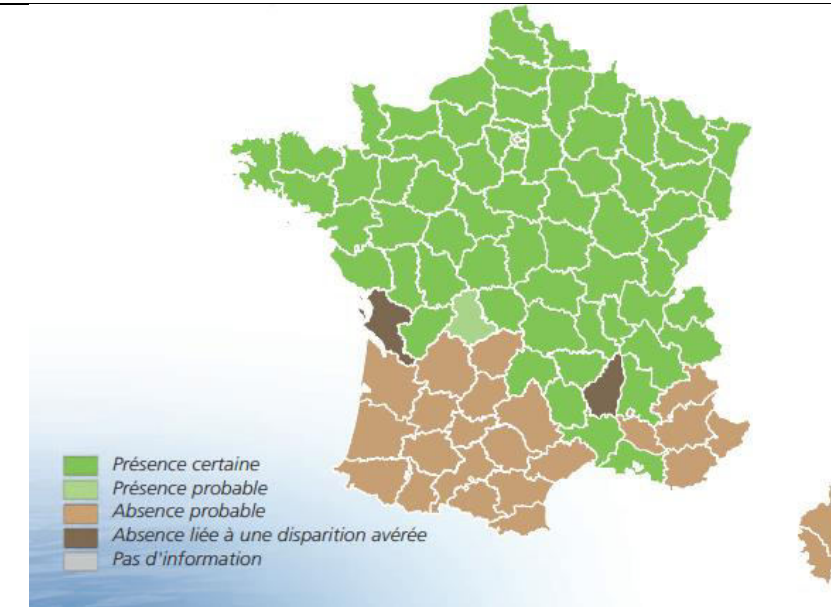 Présence certaine
Présence probable
Absence probable
Absence liée à une disparition avérée
Pas d'information